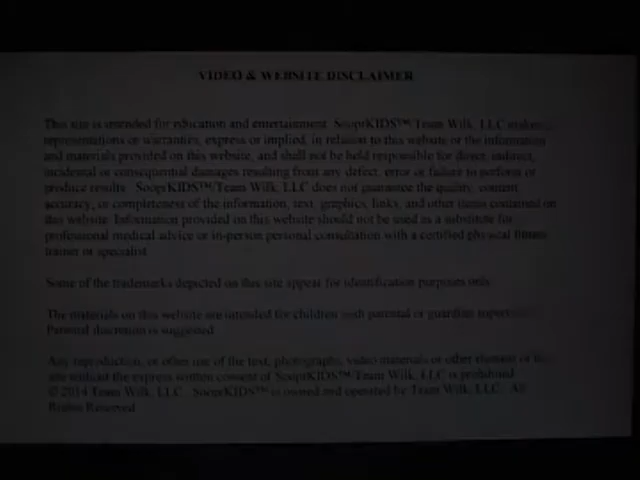 VIDEO & WEBSITE DISCLAIMER
This site is intended for education and entertainment. SooprKIDS™/Team Wilk, LLC makes
representations or warranties, express or implied, in relation to this website or the information
and materials provided on this website, and shall not be held responsible for direct, indirect,
incidental or consequential damages resulting from any defect, error or failure to perform or
produce results. SooprKIDS™/Team Wilk, LLC does not guarantee the quality, content,
accuracy, or completeness of the information, text, graphics, links, and other items contained on
this website. Information provided on this website should not be used as a substitute for
professional medical advice or in-person personal consultation with a certified physical fitness
trainer or specialist.
Some of the trademarks depicted on this site appear for identification purposes only.
The materials on this website are intended for children with parental or guardian
Parental discretion is suggested.
Any reproduction, or other use of the text, photographs, video materials or other element of
site without the express written consent of SooprKIDS™/Team Wilk, LLC is prohibited.
© 2014 Team Wilk, LLC. SooprKIDS™ is owned and operated by Team Wilk, LLC. All
Rights Reserved.